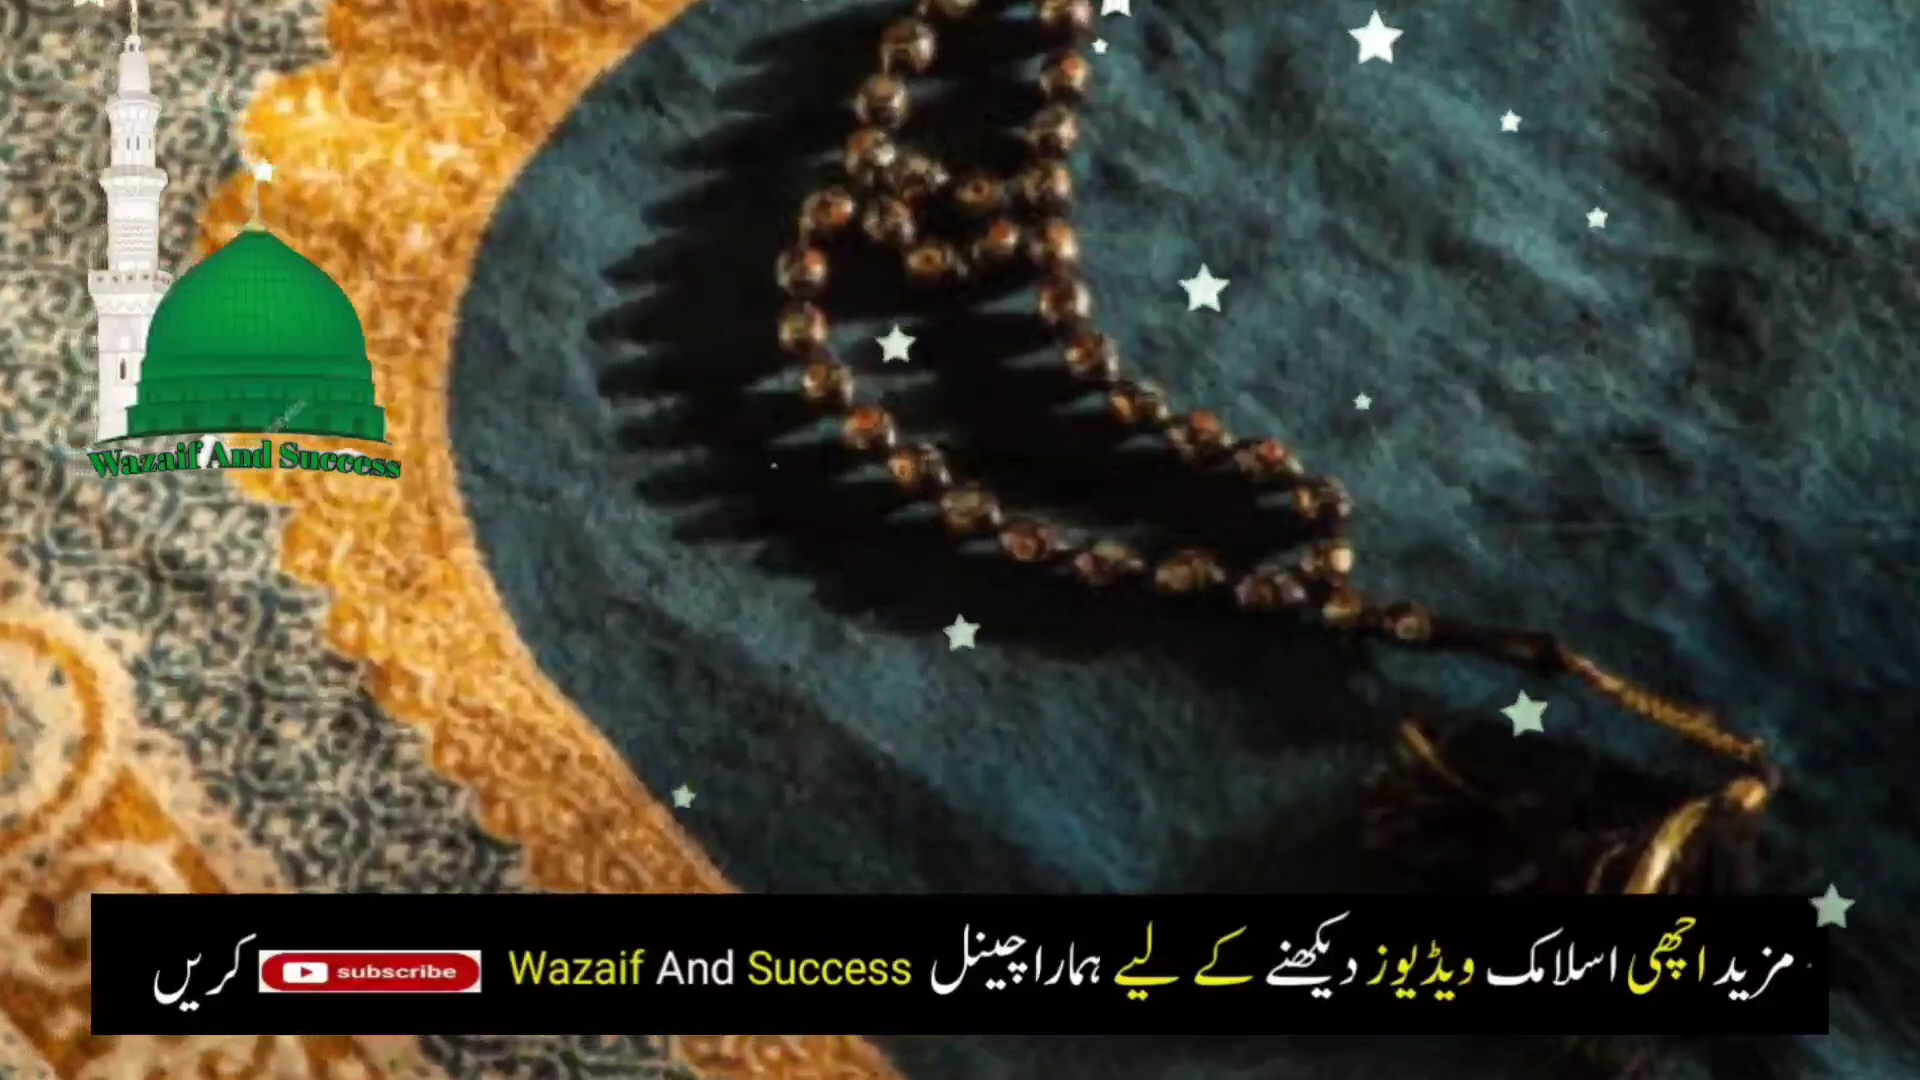 Wazaif And Success
مزید اچھی اسلامک ویڈیوز دیکھنے کے لیے ہمارا چینل Wazaif And Success subscribe کریں